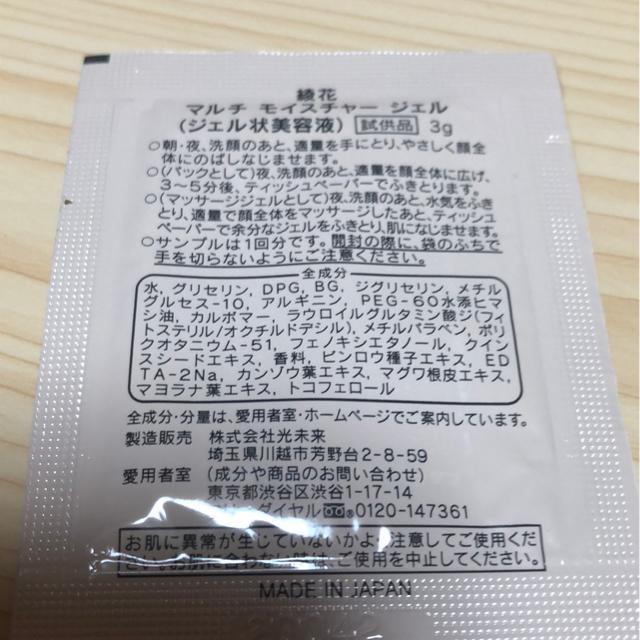 綾花
マルチ モイスチャー ジェル
(ジェル状美容液) 試供品 3g
○朝・夜、洗顔のあと、適量を手にとり、やさしく顔全
体にのばしなじませます。
○(パックとして)夜、洗顔のあと、適量を顔全体に広げ、
3〜5分後、ティッシュペーパーでふきとります。
○(マッサージジェルとして)夜、洗顔のあと、水気をふき
とり、適量で顔全体をマッサージしたあと、ティッシュ
ペーパーで余分なジェルをふきとり、肌になじませます。
○サンプルは1回分です。開封の際に、袋のふちで
手を切らないようにご注意ください。
全成分
水, グリセリン, DPG, BG, ジグリセリン, メチル
グルセス-10, アルギニン, PEG-60水添ヒマ
シ油, カルボマー, ラウロイルグルタミン酸ジ(フィ
トステリル/オクチルドデシル), メチルパラベン, ポリ
クオタニウム-51, フェノキシエタノール, クイン
スシードエキス, 香料, ビンロウ種子エキス, ED
TA-2Na, カンゾウ葉エキス, マグワ根皮エキス,
マヨラナ葉エキス, トコフェロール
全成分・分量は、愛用者室・ホームページでご案内しています。
製造販売 株式会社光未来
埼玉県川越市芳野台2-8-59
愛用者室 (成分や商品のお問い合わせ)
東京都渋谷区渋谷1-17-14
ダイヤル 0120-147361
お肌に異常が生じていないかよく注意してご使用くだ
さい。お肌に合わない時は、ご使用を中止してください。
MADE IN JAPAN